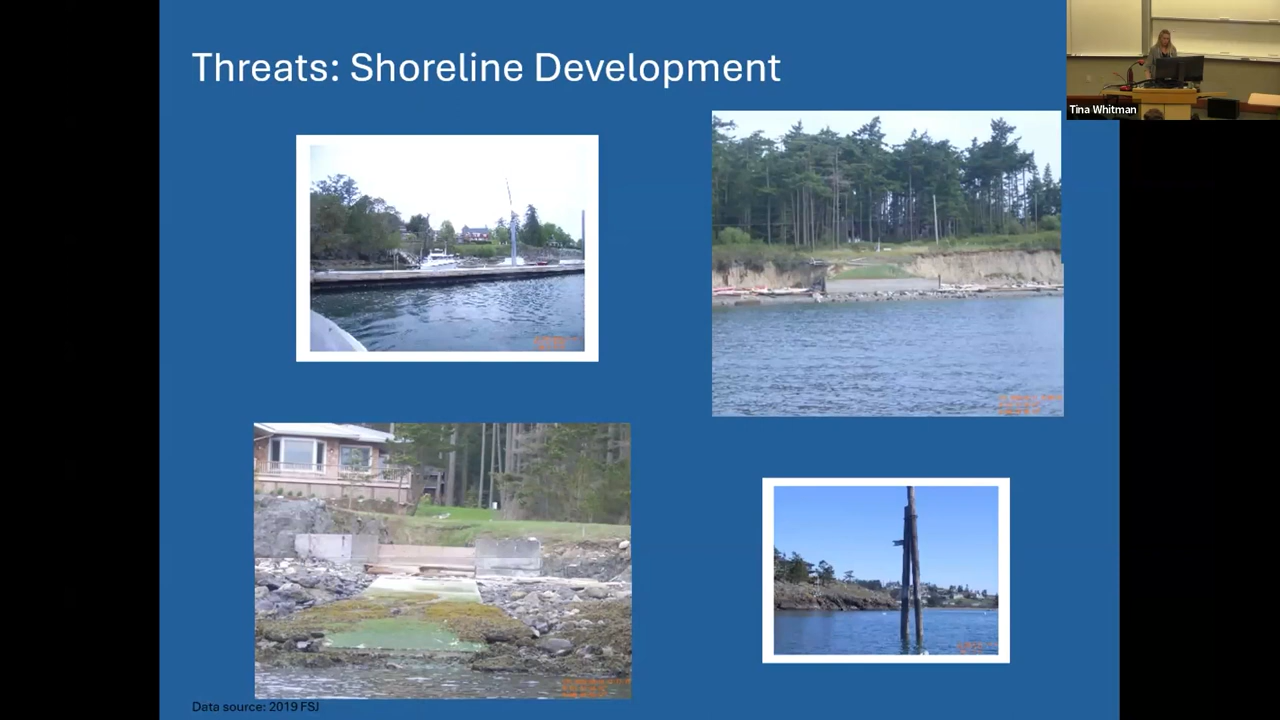 Threats: Shoreline Development
Tina Whitman
Data source: 2019 FSJ